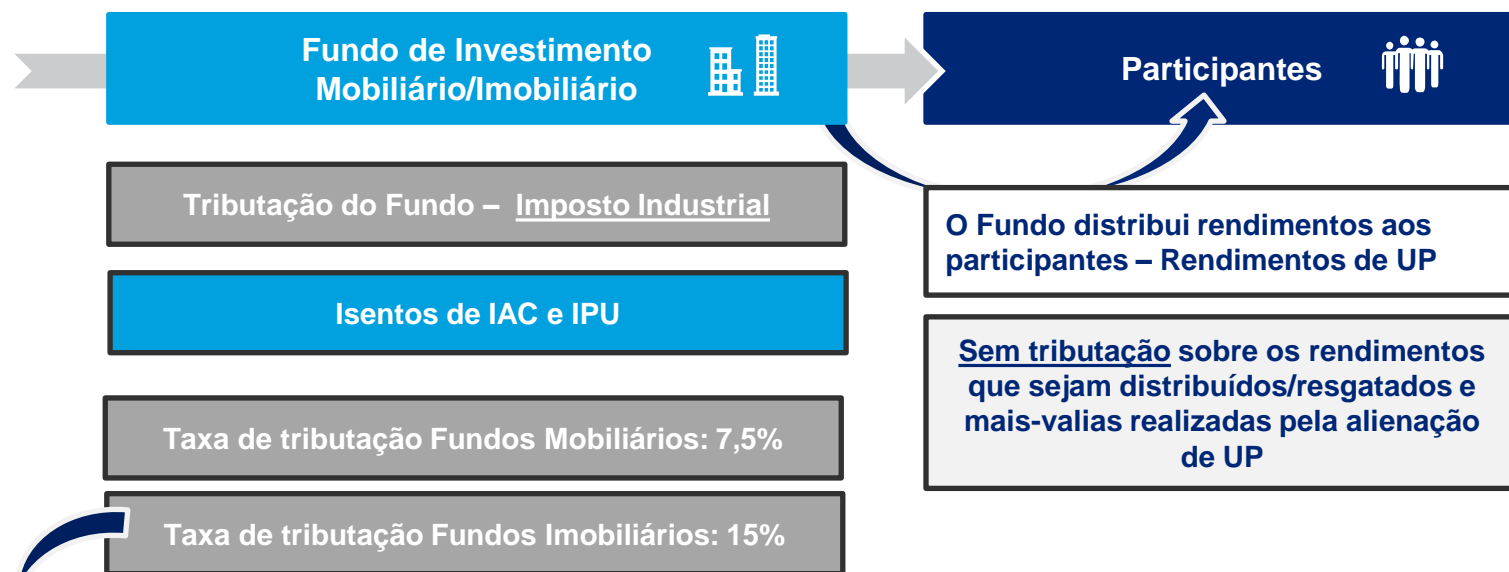 Fundo de Investimento
Mobiliário/Imobiliário
Participantes
Tributação do Fundo – Imposto Industrial
Isentos de IAC e IPU
Taxa de tributação Fundos Mobiliários: 7,5%
Taxa de tributação Fundos Imobiliários: 15%
O Fundo distribui rendimentos aos
participantes – Rendimentos de UP
Sem tributação sobre os rendimentos
que sejam distribuídos/resgatados e
mais-valias realizadas pela alienação
de UP